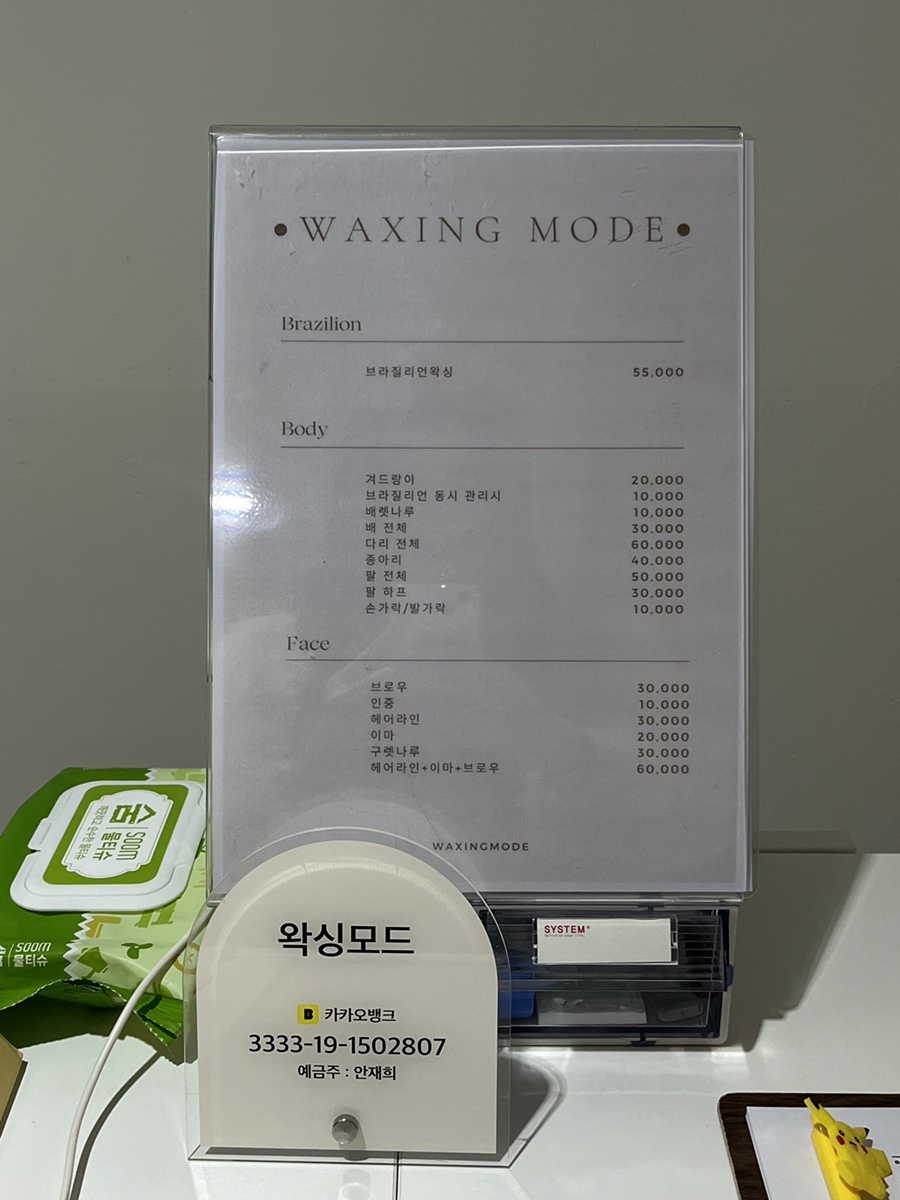 •WAXING MODE•
Brazilion
브라질리언왁싱 55,000
Body
겨드랑이 20,000
브라질리언 동시 관리시 10,000
배렛나루 10,000
배 전체 30,000
다리 전체 60,000
종아리 40,000
팔 전체 50,000
팔 하프 30,000
손가락/발가락 10,000
Face
브로우 30,000
인중 10,000
헤어라인 30,000
이마 20,000
구렛나루 30,000
헤어라인+이마+브로우 60,000
WAXINGMODE
왁싱모드
B 카카오뱅크
3333-19-1502807
예금주 : 안재희
SYSTEM
숨
soom
물티슈
soom
물티슈